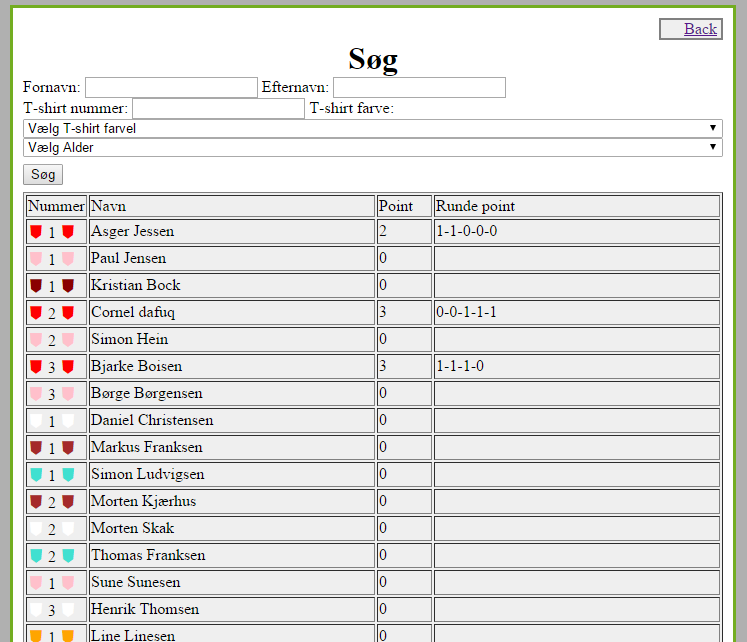 Back
Søg
Fornavn: Efternavn:
T-shirt nummer: T-shirt farve:
Vælg T-shirt farvel
Vælg Alder
Søg
Nummer Navn Point Runde point
1 Asger Jessen 2 1-1-0-0-0
1 Paul Jensen 0
1 Kristian Bock 0
2 Cornel dafuq 3 0-0-1-1-1
2 Simon Hein 0
3 Bjarke Boisen 3 1-1-1-0
3 Børge Børgensen 0
1 Daniel Christensen 0
1 Markus Franksen 0
1 Simon Ludvigsen 0
2 Morten Kjærhus 0
2 Morten Skak 0
2 Thomas Franksen 0
1 Sune Sunesen 0
3 Henrik Thomsen 0
1 Line Linesen 0